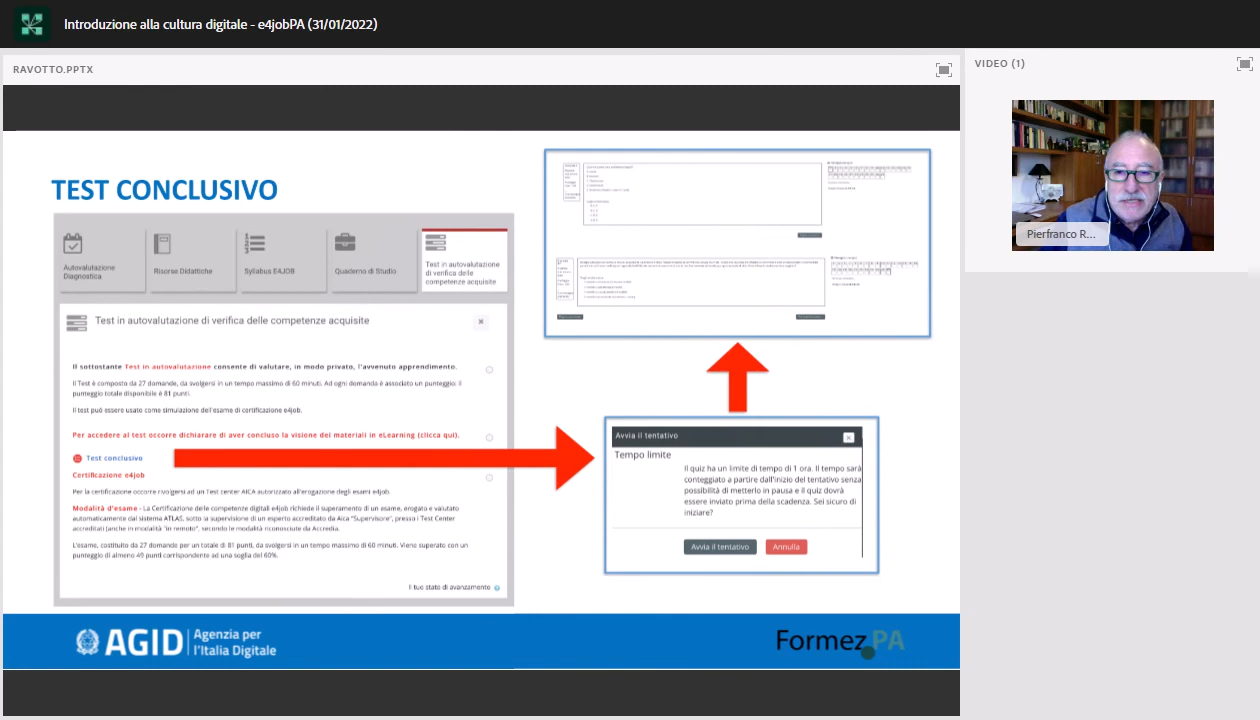 Introduzione alla cultura digitale - e4jobPA (31/01/2022)
RAVOTTO.PPTX
VIDEO (1)
Pierfranco R...
TEST CONCLUSIVO
Autovalutazione
Diagnostica
Risorse Didattiche
Syllabus E4JOB
Quaderno di Studio
Test in autovalutazione
di verifica delle
competenze acquisite
Test in autovalutazione di verifica delle competenze acquisite
Il sottostante Test in autovalutazione consente di valutare, in modo privato, l'avvenuto apprendimento.
Il Test è composto da 27 domande, da svolgersi in un tempo massimo di 60 minuti. Ad ogni domanda è associato un punteggio: il
punteggio totale disponibile è 81 punti.
Il test può essere usato come simulazione dell'esame di certificazione e4job.
Per accedere al test occorre dichiarare di aver concluso la visione dei materiali in eLearning (clicca qui).
Test conclusivo
Certificazione e4job
Per la certificazione occorre rivolgersi ad un Test center AICA autorizzato all'erogazione degli esami e4job.
Modalità d'esame - La Certificazione delle competenze digitali e4job richiede il superamento di un esame, erogato e valutato
automaticamente dal sistema ATLAS, sotto la supervisione di un esperto accreditato da Aica "Supervisore", presso i Test Center
accreditati (anche in modalità "in remoto", secondo le modalità riconosciute da Accredia.
L'esame, costituito da 27 domande per un totale di 81 punti, da svolgersi in un tempo massimo di 60 minuti. Viene superato con un
punteggio di almeno 49 punti corrispondente ad una soglia del 60%.
Il tuo stato di avanzamento
Avvia il tentativo
Tempo limite
Il quiz ha un limite di tempo di 1 ora. Il tempo sarà
conteggiato a partire dall'inizio del tentativo senza
possibilità di metterlo in pausa e il quiz dovrà
essere inviato prima della scadenza. Sei sicuro di
iniziare?
Avvia il tentativo
Annulla
AGID
Agenzia per
l'Italia Digitale
Formez PA